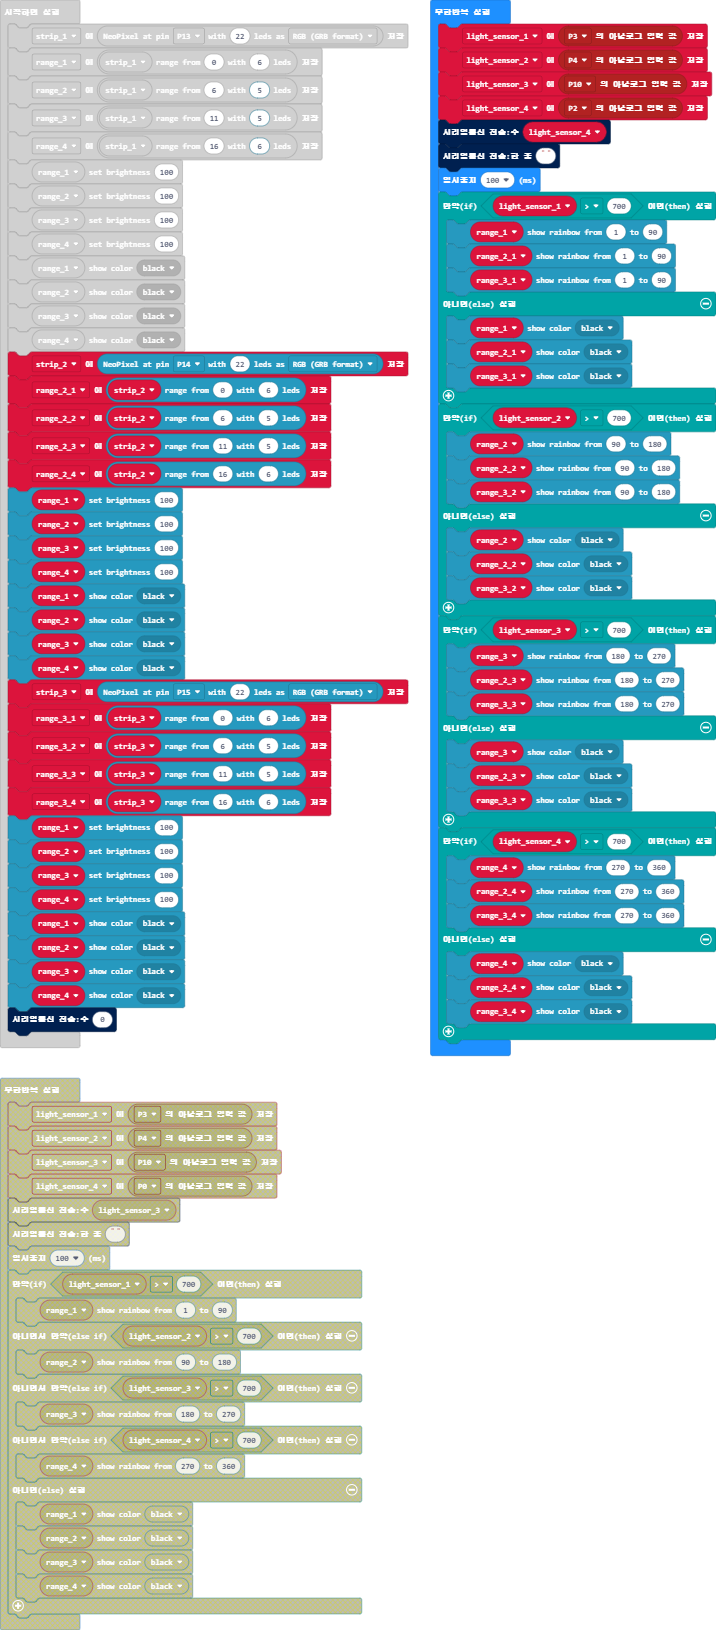 시작하면 실행
strip_1 에 NeoPixel at pin P13 with 22 leds as RGB (GRB format) 저장
range_1 에 strip_1 range from 0 with 6 leds 저장
range_2 에 strip_1 range from 6 with 5 leds 저장
range_3 에 strip_1 range from 11 with 5 leds 저장
range_4 에 strip_1 range from 16 with 6 leds 저장
range_1 set brightness 100
range_2 set brightness 100
range_3 set brightness 100
range_4 set brightness 100
range_1 show color black
range_2 show color black
range_3 show color black
range_4 show color black
strip_2 에 NeoPixel at pin P14 with 22 leds as RGB (GRB format) 저장
range_2_1 에 strip_2 range from 0 with 6 leds 저장
range_2_2 에 strip_2 range from 6 with 5 leds 저장
range_2_3 에 strip_2 range from 11 with 5 leds 저장
range_2_4 에 strip_2 range from 16 with 6 leds 저장
range_1 set brightness 100
range_2 set brightness 100
range_3 set brightness 100
range_4 set brightness 100
range_1 show color black
range_2 show color black
range_3 show color black
range_4 show color black
strip_3 에 NeoPixel at pin P15 with 22 leds as RGB (GRB format) 저장
range_3_1 에 strip_3 range from 0 with 6 leds 저장
range_3_2 에 strip_3 range from 6 with 5 leds 저장
range_3_3 에 strip_3 range from 11 with 5 leds 저장
range_3_4 에 strip_3 range from 16 with 6 leds 저장
range_1 set brightness 100
range_2 set brightness 100
range_3 set brightness 100
range_4 set brightness 100
range_1 show color black
range_2 show color black
range_3 show color black
range_4 show color black
시리얼통신 전송:수 0
무한반복 실행
light_sensor_1 에 P3 의 아날로그 입력 값 저장
light_sensor_2 에 P4 의 아날로그 입력 값 저장
light_sensor_3 에 P10 의 아날로그 입력 값 저장
light_sensor_4 에 P2 의 아날로그 입력 값 저장
시리얼통신 전송:수 light_sensor_4
시리얼통신 전송:
일시중지 100 (ms)
만약(if) light_sensor_1 > 700 이면(then) 실행
range_1 show rainbow from 1 to 90
range_2_1 show rainbow from 1 to 90
range_3_1 show rainbow from 1 to 90
아니면(else) 실행
range_1 show color black
range_2_1 show color black
range_3_1 show color black
만약(if) light_sensor_2 > 700 이면(then) 실행
range_2 show rainbow from 90 to 180
range_2_2 show rainbow from 90 to 180
range_3_2 show rainbow from 90 to 180
아니면(else) 실행
range_2 show color black
range_2_2 show color black
range_3_2 show color black
만약(if) light_sensor_3 > 700 이면(then) 실행
range_3 show rainbow from 180 to 270
range_2_3 show rainbow from 180 to 270
range_3_3 show rainbow from 180 to 270
아니면(else) 실행
range_3 show color black
range_2_3 show color black
range_3_3 show color black
만약(if) light_sensor_4 > 700 이면(then) 실행
range_4 show rainbow from 270 to 360
range_2_4 show rainbow from 270 to 360
range_3_4 show rainbow from 270 to 360
아니면(else) 실행
range_4 show color black
range_2_4 show color black
range_3_4 show color black
무한반복 실행
light_sensor_1 에 P3 의 아날로그 입력 값 저장
light_sensor_2 에 P4 의 아날로그 입력 값 저장
light_sensor_3 에 P10 의 아날로그 입력 값 저장
light_sensor_4 에 P0 의 아날로그 입력 값 저장
시리얼통신 전송:수 light_sensor_3
시리얼통신 전송:
일시중지 100 (ms)
만약(if) light_sensor_1 > 700 이면(then) 실행
range_1 show rainbow from 1 to 90
아니면서 만약(else if) light_sensor_2 > 700 이면(then) 실행
range_2 show rainbow from 90 to 180
아니면서 만약(else if) light_sensor_3 > 700 이면(then) 실행
range_3 show rainbow from 180 to 270
아니면서 만약(else if) light_sensor_4 > 700 이면(then) 실행
range_4 show rainbow from 270 to 360
아니면(else) 실행
range_1 show color black
range_2 show color black
range_3 show color black
range_4 show color black